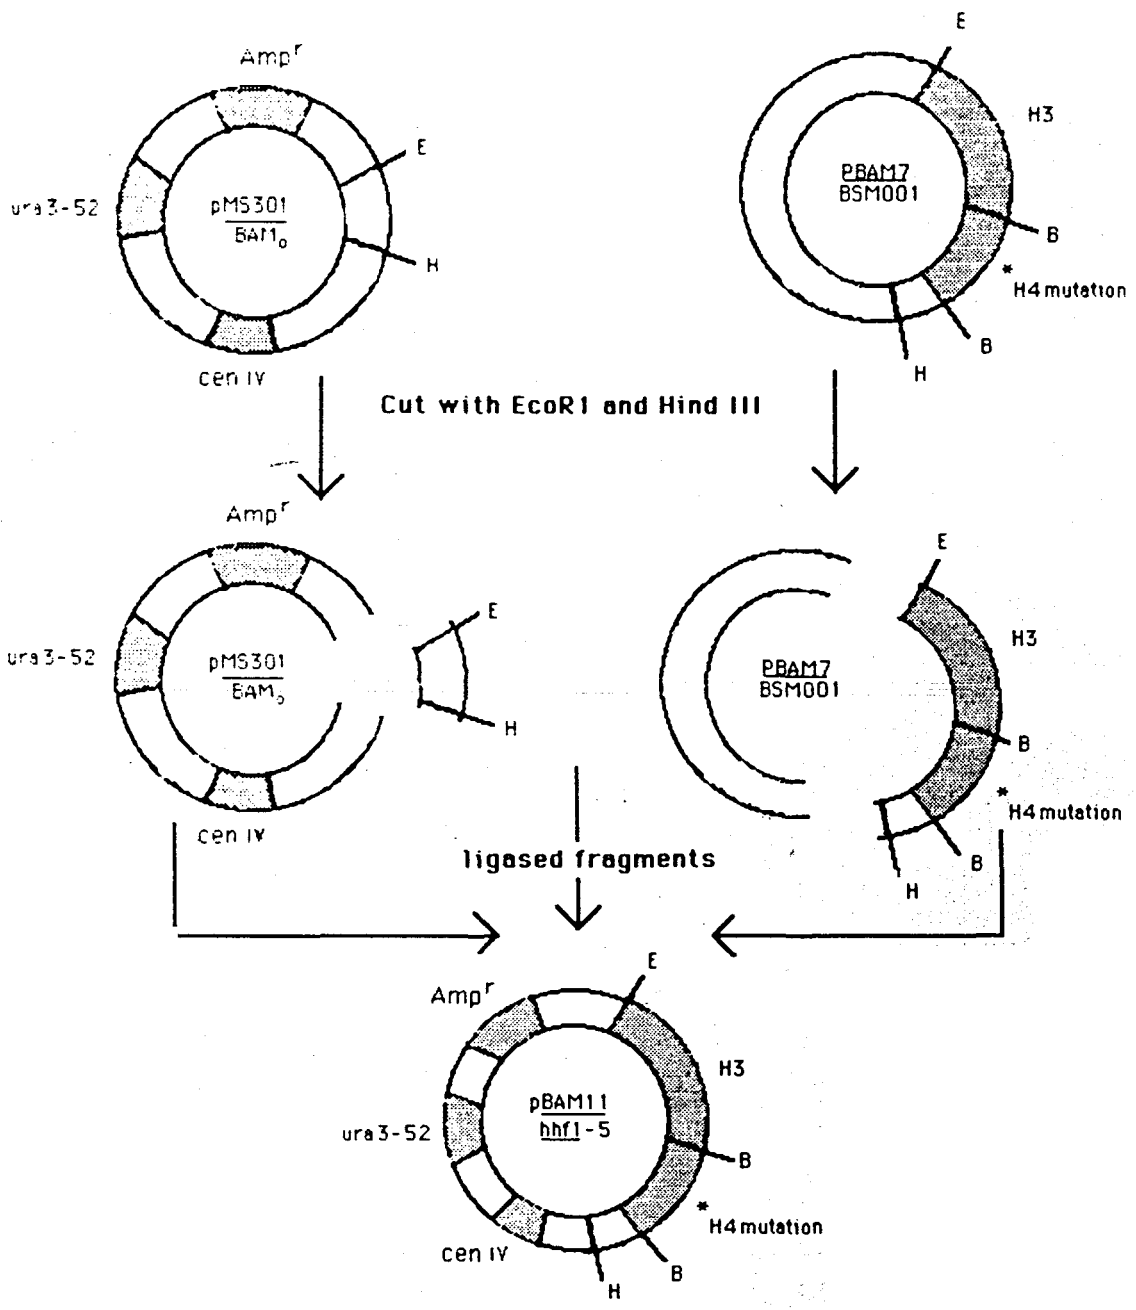 Amp^r
E
ura3-52
pMS301
BAM₀
H
cen IV
E
H3
PBAM7
BSM001
B
*
H4 mutation
B
H
Cut with EcoR1 and Hind III
Amp^r
E
ura3-52
pMS301
BAM₀
H
cen IV
E
H3
PBAM7
BSM001
B
*
H4 mutation
B
H
ligased fragments
Amp^r
E
H3
ura3-52
pBAM11
hhf1-5
B
*
H4 mutation
cen IV
B
H